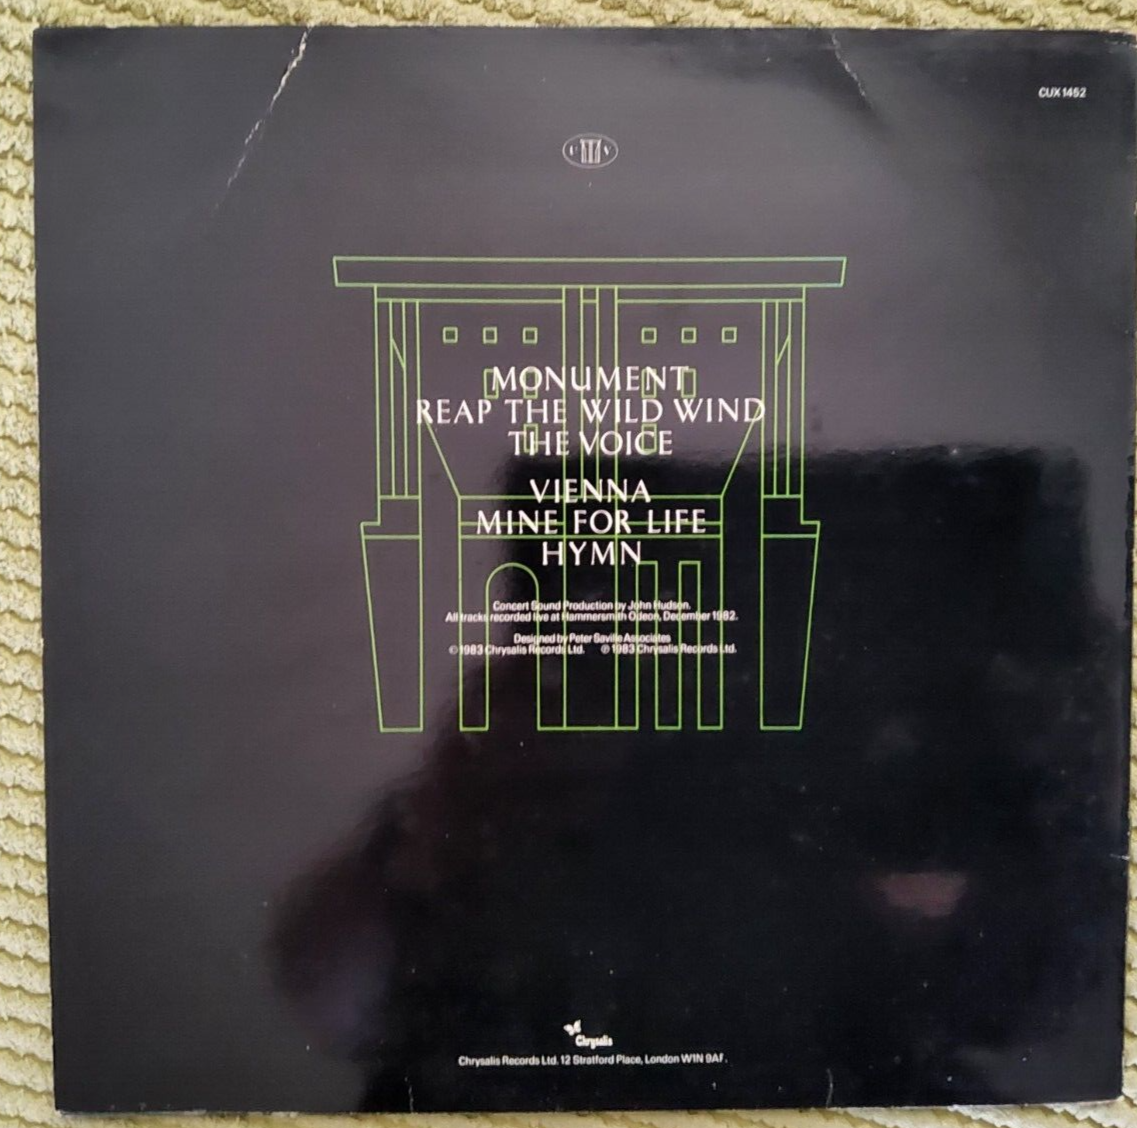 CUX 1452
U V
MONUMENT
REAP THE WILD WIND
THE VOICE
VIENNA
MINE FOR LIFE
HYMN
Concert Sound Production by John Hudson.
All tracks recorded live at Hammersmith Odeon, December 1982.
Designed by Peter Saville Associates
©1983 Chrysalis Records Ltd. ℗ 1983 Chrysalis Records Ltd.
Chrysalis
Chrysalis Records Ltd. 12 Stratford Place, London W1N 9AF.